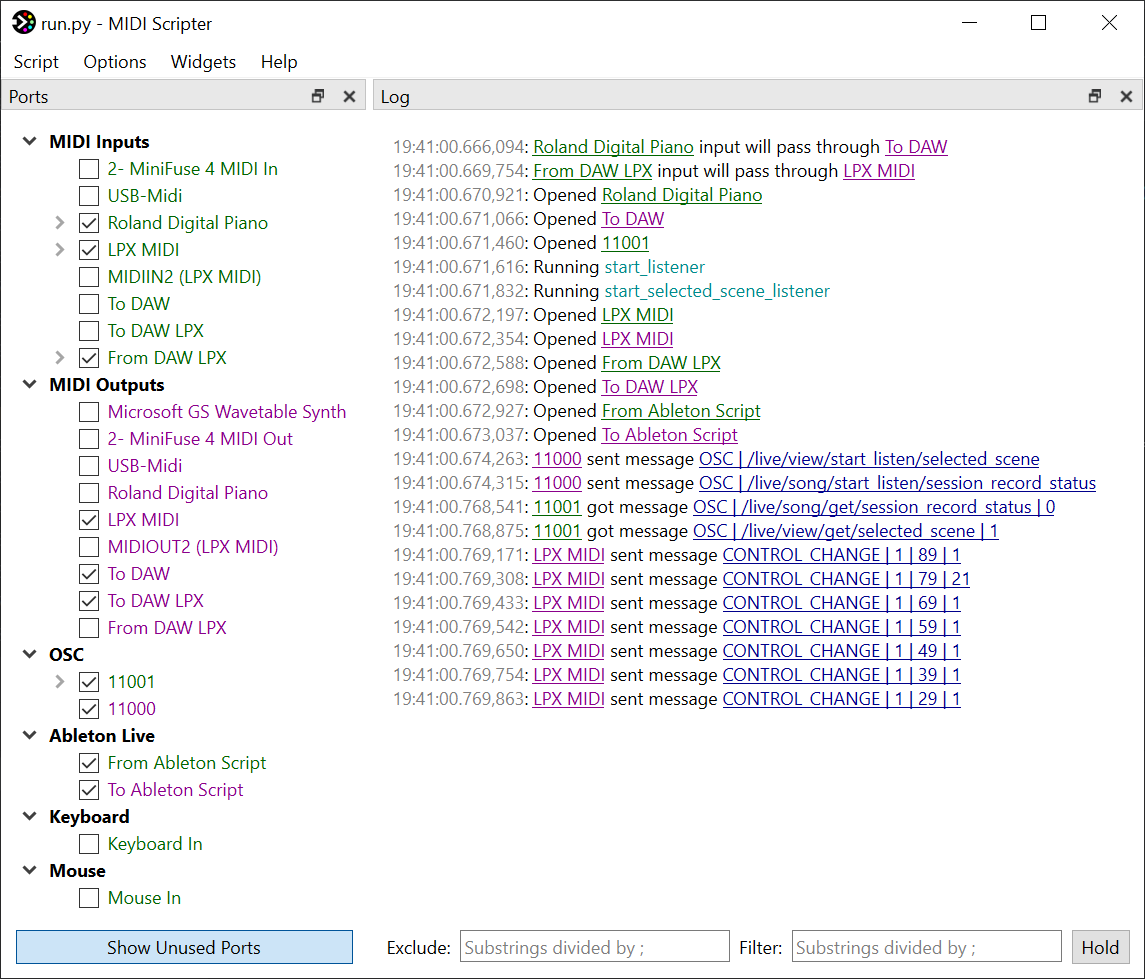 run.py - MIDI Scripter
Script Options Widgets Help
Ports
MIDI Inputs
2- MiniFuse 4 MIDI In
USB-Midi
Roland Digital Piano
LPX MIDI
MIDIIN2 (LPX MIDI)
To DAW
To DAW LPX
From DAW LPX
MIDI Outputs
Microsoft GS Wavetable Synth
2- MiniFuse 4 MIDI Out
USB-Midi
Roland Digital Piano
LPX MIDI
MIDIOUT2 (LPX MIDI)
To DAW
To DAW LPX
From DAW LPX
OSC
11001
11000
Ableton Live
From Ableton Script
To Ableton Script
Keyboard
Keyboard In
Mouse
Mouse In
Show Unused Ports
Log
19:41:00.666,094: Roland Digital Piano input will pass through To DAW
19:41:00.669,754: From DAW LPX input will pass through LPX MIDI
19:41:00.670,921: Opened Roland Digital Piano
19:41:00.671,066: Opened To DAW
19:41:00.671,460: Opened 11001
19:41:00.671,616: Running start_listener
19:41:00.671,832: Running start_selected_scene_listener
19:41:00.672,197: Opened LPX MIDI
19:41:00.672,354: Opened LPX MIDI
19:41:00.672,588: Opened From DAW LPX
19:41:00.672,698: Opened To DAW LPX
19:41:00.672,927: Opened From Ableton Script
19:41:00.673,037: Opened To Ableton Script
19:41:00.674,263: 11000 sent message OSC | /live/view/start_listen/selected_scene
19:41:00.674,315: 11000 sent message OSC | /live/song/start_listen/session_record_status
19:41:00.768,541: 11001 got message OSC | /live/song/get/session_record_status | 0
19:41:00.768,875: 11001 got message OSC | /live/view/get/selected_scene | 1
19:41:00.769,171: LPX MIDI sent message CONTROL_CHANGE | 1 | 89 | 1
19:41:00.769,308: LPX MIDI sent message CONTROL_CHANGE | 1 | 79 | 21
19:41:00.769,433: LPX MIDI sent message CONTROL_CHANGE | 1 | 69 | 1
19:41:00.769,542: LPX MIDI sent message CONTROL_CHANGE | 1 | 59 | 1
19:41:00.769,650: LPX MIDI sent message CONTROL_CHANGE | 1 | 49 | 1
19:41:00.769,754: LPX MIDI sent message CONTROL_CHANGE | 1 | 39 | 1
19:41:00.769,863: LPX MIDI sent message CONTROL_CHANGE | 1 | 29 | 1
Exclude: Substrings divided by ; Filter: Substrings divided by ; Hold